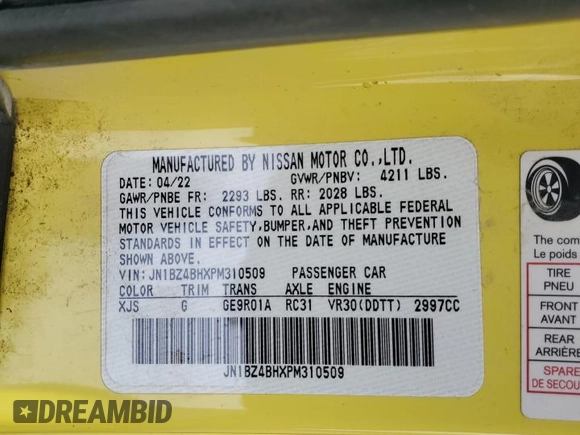 MANUFACTURED BY NISSAN MOTOR CO.,LTD.
DATE: 04/22 GVWR/PNBV: 4211 LBS.
GAWR/PNBE FR: 2293 LBS. RR: 2028 LBS.
THIS VEHICLE CONFORMS TO ALL APPLICABLE FEDERAL
MOTOR VEHICLE SAFETY,BUMPER,AND THEFT PREVENTION
STANDARDS IN EFFECT ON THE DATE OF MANUFACTURE
SHOWN ABOVE.
VIN: JN1BZ4BHXPM310509 PASSENGER CAR
COLOR TRIM TRANS AXLE ENGINE
XJS G GE9R01A RC31 VR30(DDTT) 2997CC
JN1BZ4BHXPM310509
The com
Le poids
TIRE
PNEU
FRONT
AVANT
REAR
ARRIÈRE
SPARE
DE SECOU
DREAMBID